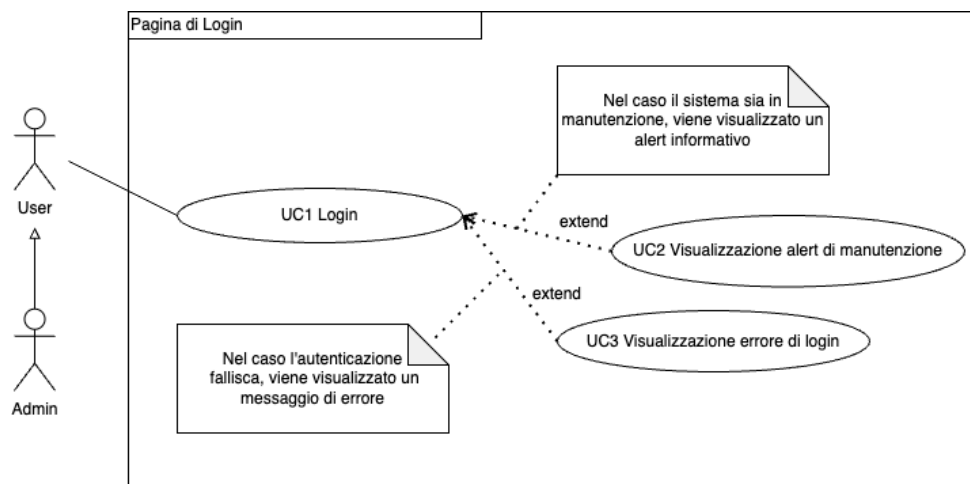 Pagina di Login
Nel caso il sistema sia in
manutenzione, viene visualizzato un
alert informativo
User
UC1 Login
extend
UC2 Visualizzazione alert di manutenzione
extend
UC3 Visualizzazione errore di login
Nel caso l'autenticazione
fallisca, viene visualizzato un
messaggio di errore
Admin